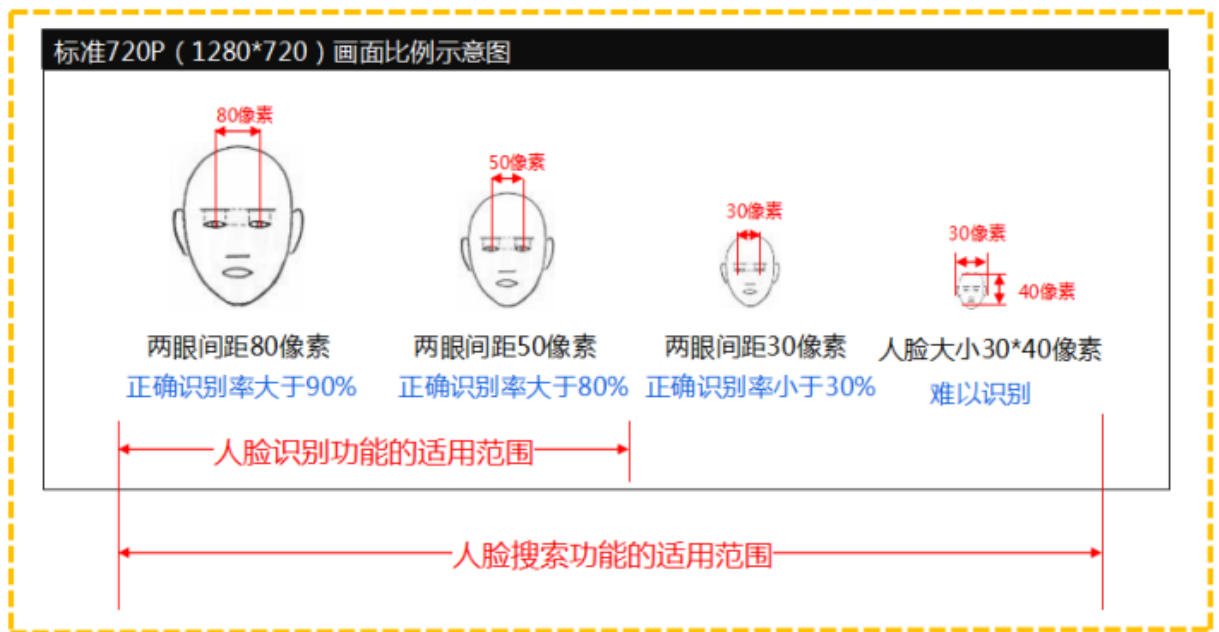 标准720P（1280*720）画面比例示意图
80像素
50像素
30像素
30像素
40像素
两眼间距80像素
两眼间距50像素
两眼间距30像素
人脸大小30*40像素
正确识别率大于90%
正确识别率大于80%
正确识别率小于30%
难以识别
人脸识别功能的适用范围
人脸搜索功能的适用范围